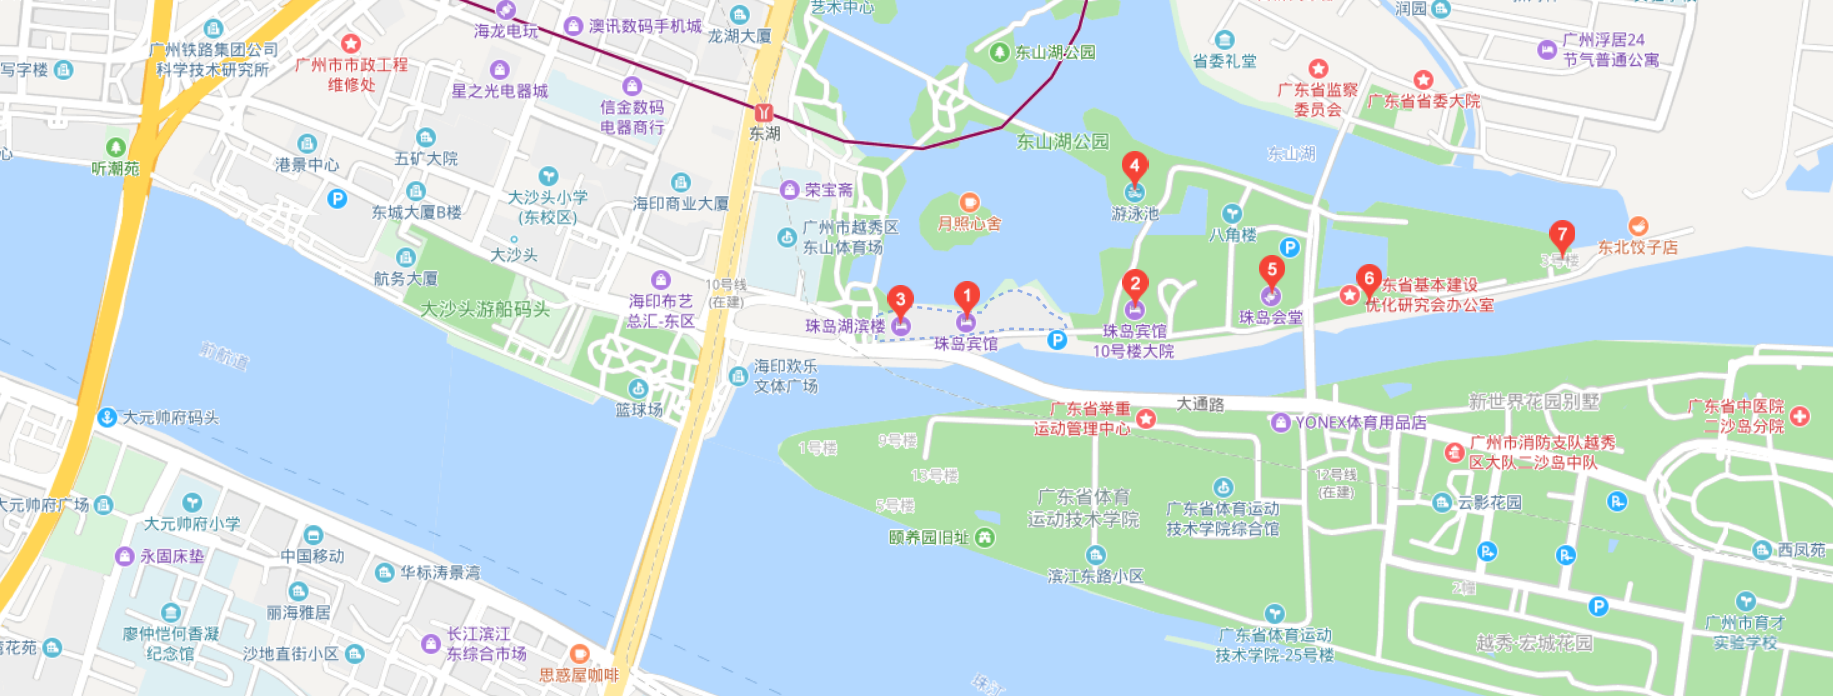 艺术中心
海龙电玩
澳讯数码手机城
龙湖大厦
润园
广州铁路集团公司
科学技术研究所
写字楼
广州市市政工程
维修处
星之光电器城
信金数码
电器商行
东湖
东山湖公园
省委礼堂
广东省监察
委员会
广东省省委大院
广州浮居24
节气普通公寓
东山湖公园
东山湖
听潮苑
港景中心
五矿大院
大沙头小学
(东校区)
东城大厦B楼
海印商业大厦
荣宝斋
广州市越秀区
东山体育场
月照心舍
4
游泳池
八角楼
P
P
7
3号楼
东北饺子店
大沙头
航务大厦
大沙头游船码头
海印布艺
总汇-东区
10号线
(在建)
3
珠岛湖滨楼
1
珠岛宾馆
2
珠岛宾馆
10号楼大院
5
珠岛会堂
6
东省基本建设
优化研究会办公室
P
前航道
海印欢乐
文体广场
篮球场
大元帅府码头
大通路
广东省举重
运动管理中心
YONEX体育用品店
新世界花园别墅
广东省中医院
二沙岛分院
广州市消防支队越秀
区大队二沙岛中队
1号楼
9号楼
13号楼
5号楼
广东省体育
运动技术学院
广东省体育运动
技术学院综合馆
12号线
(在建)
云影花园
颐养园旧址
滨江东路小区
西凤苑
2幢
P
广州市育才
实验学校
越秀·宏城花园
广东省体育运动
技术学院-25号楼
大元帅府广场
大元帅府小学
永固床垫
中国移动
华标涛景湾
丽海雅居
廖仲恺何香凝
纪念馆
沙地直街小区
长江滨江
东综合市场
思惑屋咖啡
湾花苑
珠江